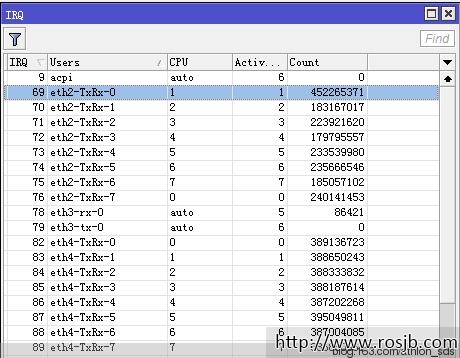 IRQ
Find
IRQ Users CPU Activ... Count
9 acpi auto 6 0
69 eth2-TxRx-0 1 1 452265371
70 eth2-TxRx-1 2 2 183167017
71 eth2-TxRx-2 3 3 223921620
72 eth2-TxRx-3 4 4 179795557
73 eth2-TxRx-4 5 5 233539980
74 eth2-TxRx-5 6 6 235666546
75 eth2-TxRx-6 7 7 185057102
76 eth2-TxRx-7 0 0 240141453
78 eth3-rx-0 auto 5 86421
79 eth3-tx-0 auto 6 0
82 eth4-TxRx-0 0 0 389136723
83 eth4-TxRx-1 1 1 388650243
84 eth4-TxRx-2 2 2 388333832
85 eth4-TxRx-3 3 3 388187614
86 eth4-TxRx-4 4 4 387202268
87 eth4-TxRx-5 5 5 395049811
88 eth4-TxRx-6 6 6 387004085
89 eth4-TxRx-7 7
http://www.rosjb.com